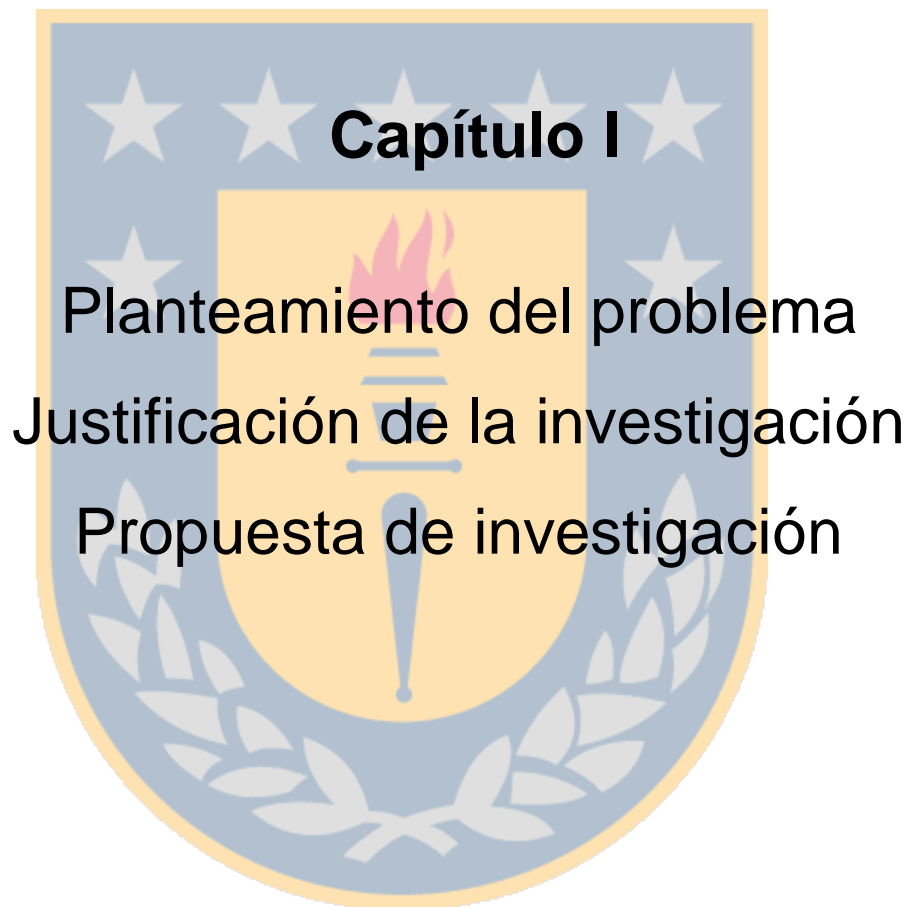 Capítulo I
Planteamiento del problema
Justificación de la investigación
Propuesta de investigación